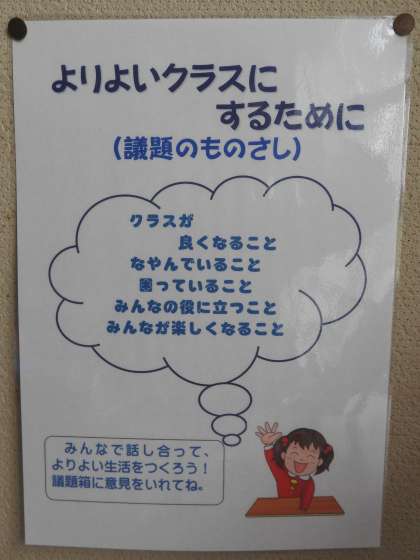 よりよいクラスに
するために
(議題のものさし)
クラスが
良くなること
なやんでいること
困っていること
みんなの役に立つこと
みんなが楽しくなること
みんなで話し合って、
よりよい生活をつくろう!
議題箱に意見をいれてね。